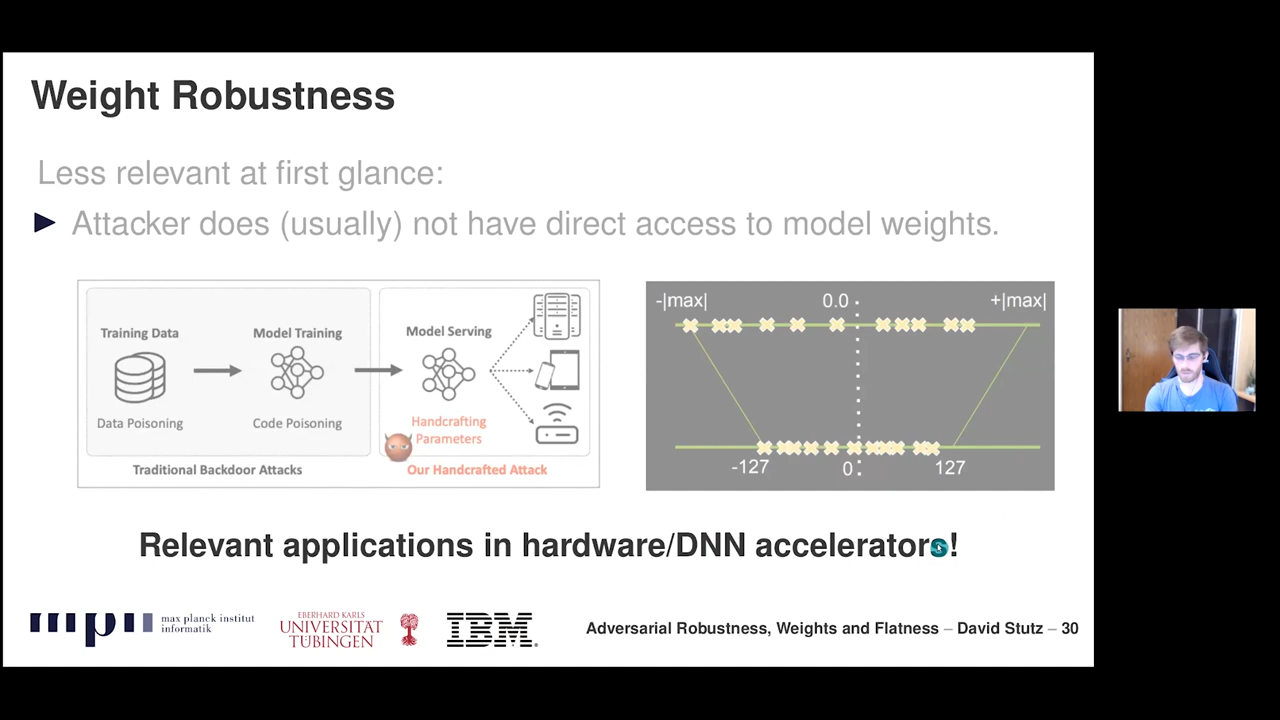 Weight Robustness
Less relevant at first glance:
Attacker does (usually) not have direct access to model weights.
Training Data
Model Training
Model Serving
Data Poisoning
Code Poisoning
Handcrafting
Parameters
Traditional Backdoor Attacks
Our Handcrafted Attack
-|max|
0.0
+|max|
-127
0
127
Relevant applications in hardware/DNN accelerators!
max planck institut
informatik
EBERHARD KARLS
UNIVERSITÄT
TÜBINGEN
IBM
Adversarial Robustness, Weights and Flatness – David Stutz – 30